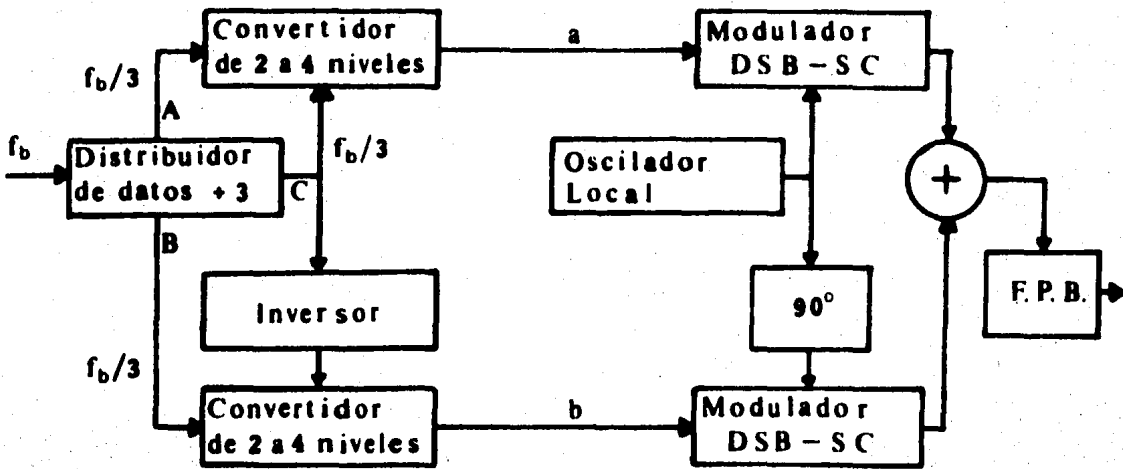 Convertidor
de 2 a 4 niveles
a
Modulador
DSB-SC
f_b/3
A
f_b
Distribuidor
de datos ÷ 3
C
f_b/3
Oscilador
Local
+
B
Inversor
90°
F.P.B.
f_b/3
Convertidor
de 2 a 4 niveles
b
Modulador
DSB-SC